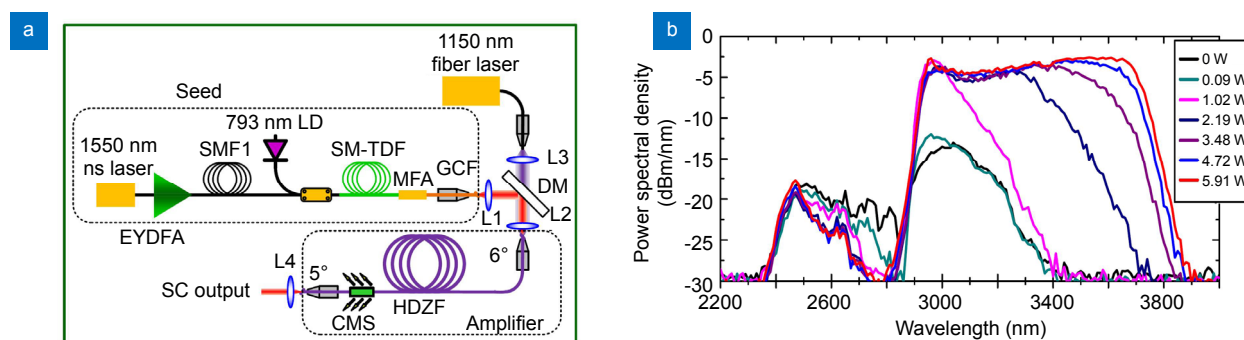 a
1150 nm
fiber laser
Seed
793 nm LD
1550 nm
ns laser
SMF1
SM-TDF
MFA
GCF
L3
DM
L1
L2
EYDFA
6°
L4
5°
SC output
CMS
HDZF
Amplifier
b
Power spectral density
(dBm/nm)
0
-5
-10
-15
-20
-25
-30
2200
2600
3000
3400
3800
Wavelength (nm)
0 W
0.09 W
1.02 W
2.19 W
3.48 W
4.72 W
5.91 W